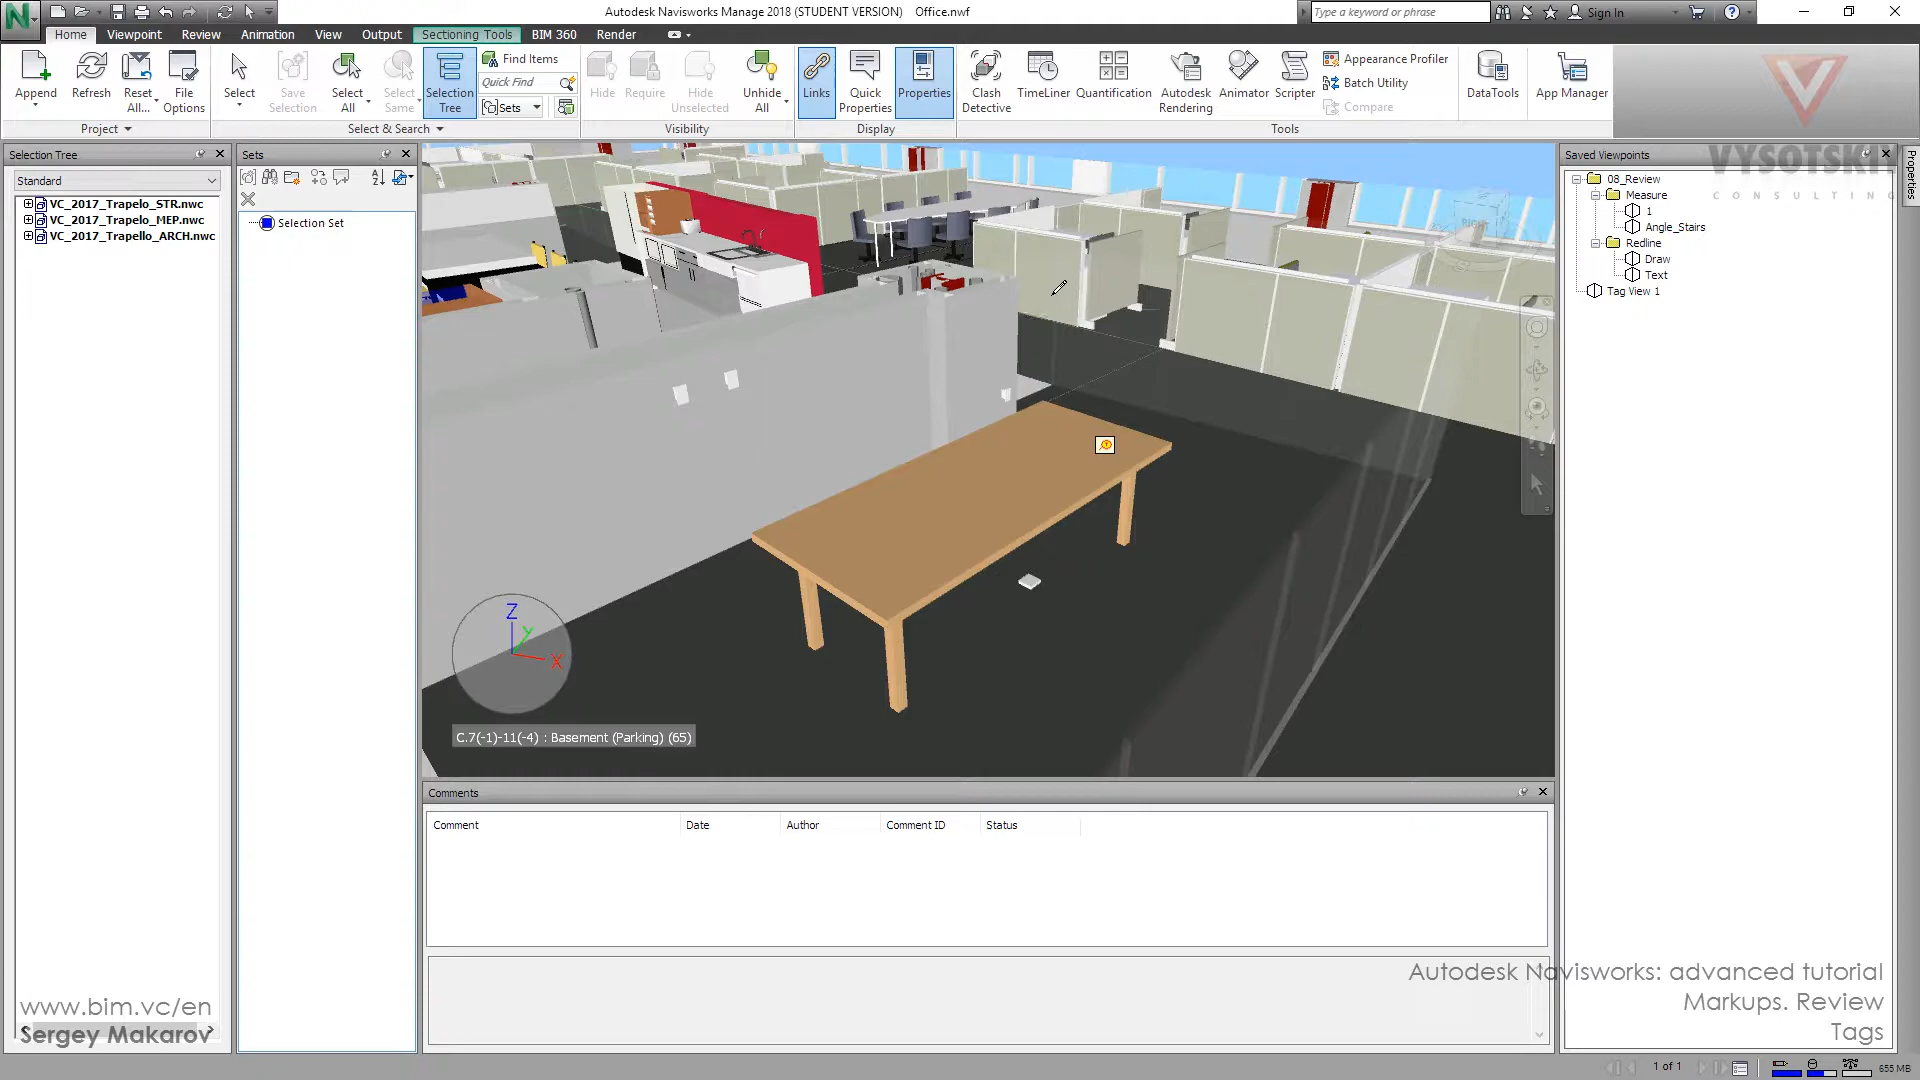 Autodesk Navisworks Manage 2018 (STUDENT VERSION) Office.nwf
Type a keyword or phrase
Sign In
Home Viewpoint Review Animation View Output Sectioning Tools BIM 360 Render
Append
Refresh
Reset All...
File Options
Project
Select
Save Selection
Select All
Select Same
Selection Tree
Find Items
Quick Find
Sets
Select & Search
Hide
Require
Hide Unselected
Unhide All
Visibility
Links
Quick Properties
Properties
Display
Clash Detective
TimeLiner
Quantification
Autodesk Rendering
Animator
Scripter
Appearance Profiler
Batch Utility
Compare
Tools
DataTools
App Manager
Selection Tree
Standard
VC_2017_Trapelo_STR.nwc
VC_2017_Trapelo_MEP.nwc
VC_2017_Trapello_ARCH.nwc
Sets
Selection Set
RIGHT
Z
Y
X
C.7(-1)-11(-4) : Basement (Parking) (65)
Comments
Comment Date Author Comment ID Status
Saved Viewpoints
VYSOTSKIY
CONSULTING
Properties
08_Review
Measure
1
Angle_Stairs
Redline
Draw
Text
Tag View 1
www.bim.vc/en
Sergey Makarov
Autodesk Navisworks: advanced tutorial
Markups. Review
Tags
1 of 1
655 MB